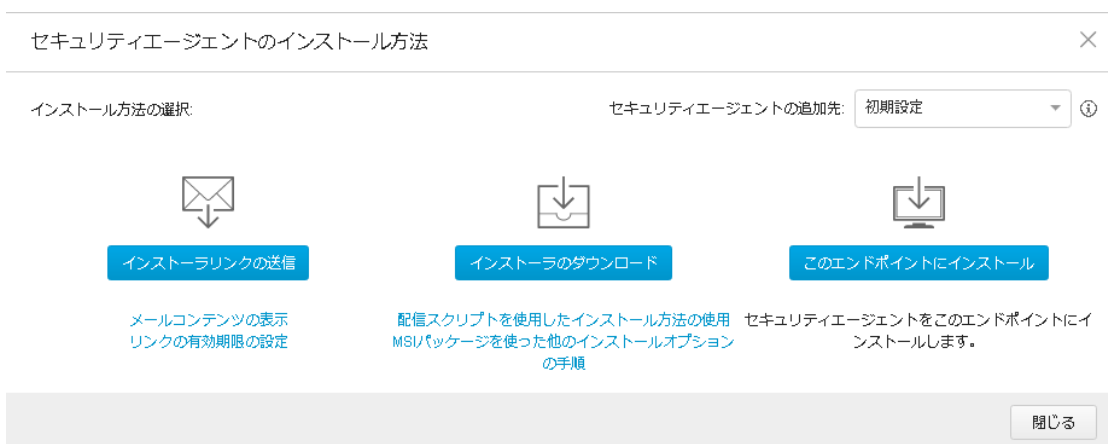 セキュリティエージェントのインストール方法
インストール方法の選択:
セキュリティエージェントの追加先: 初期設定
インストーラリンクの送信
インストーラのダウンロード
このエンドポイントにインストール
メールコンテンツの表示
リンクの有効期限の設定
配信スクリプトを使用したインストール方法の使用
MSIパッケージを使った他のインストールオプション
の手順
セキュリティエージェントをこのエンドポイントにイ
ンストールします。
閉じる